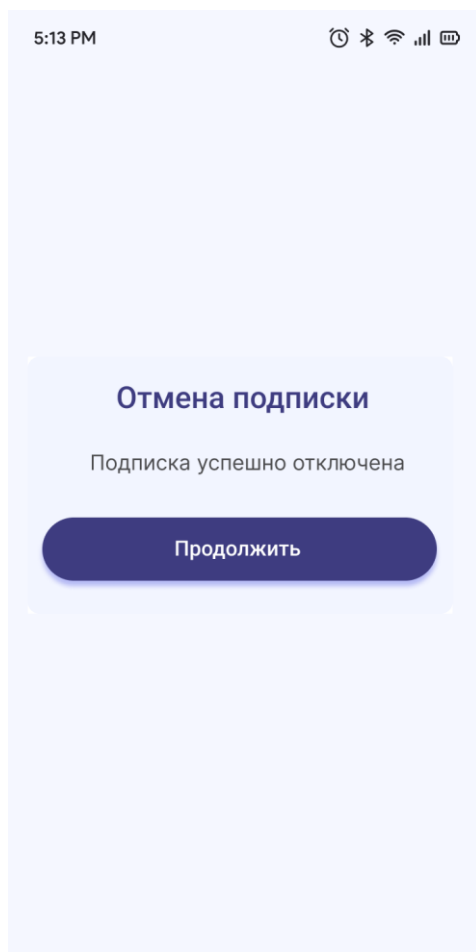 5:13 PM
Отмена подписки
Подписка успешно отключена
Продолжить